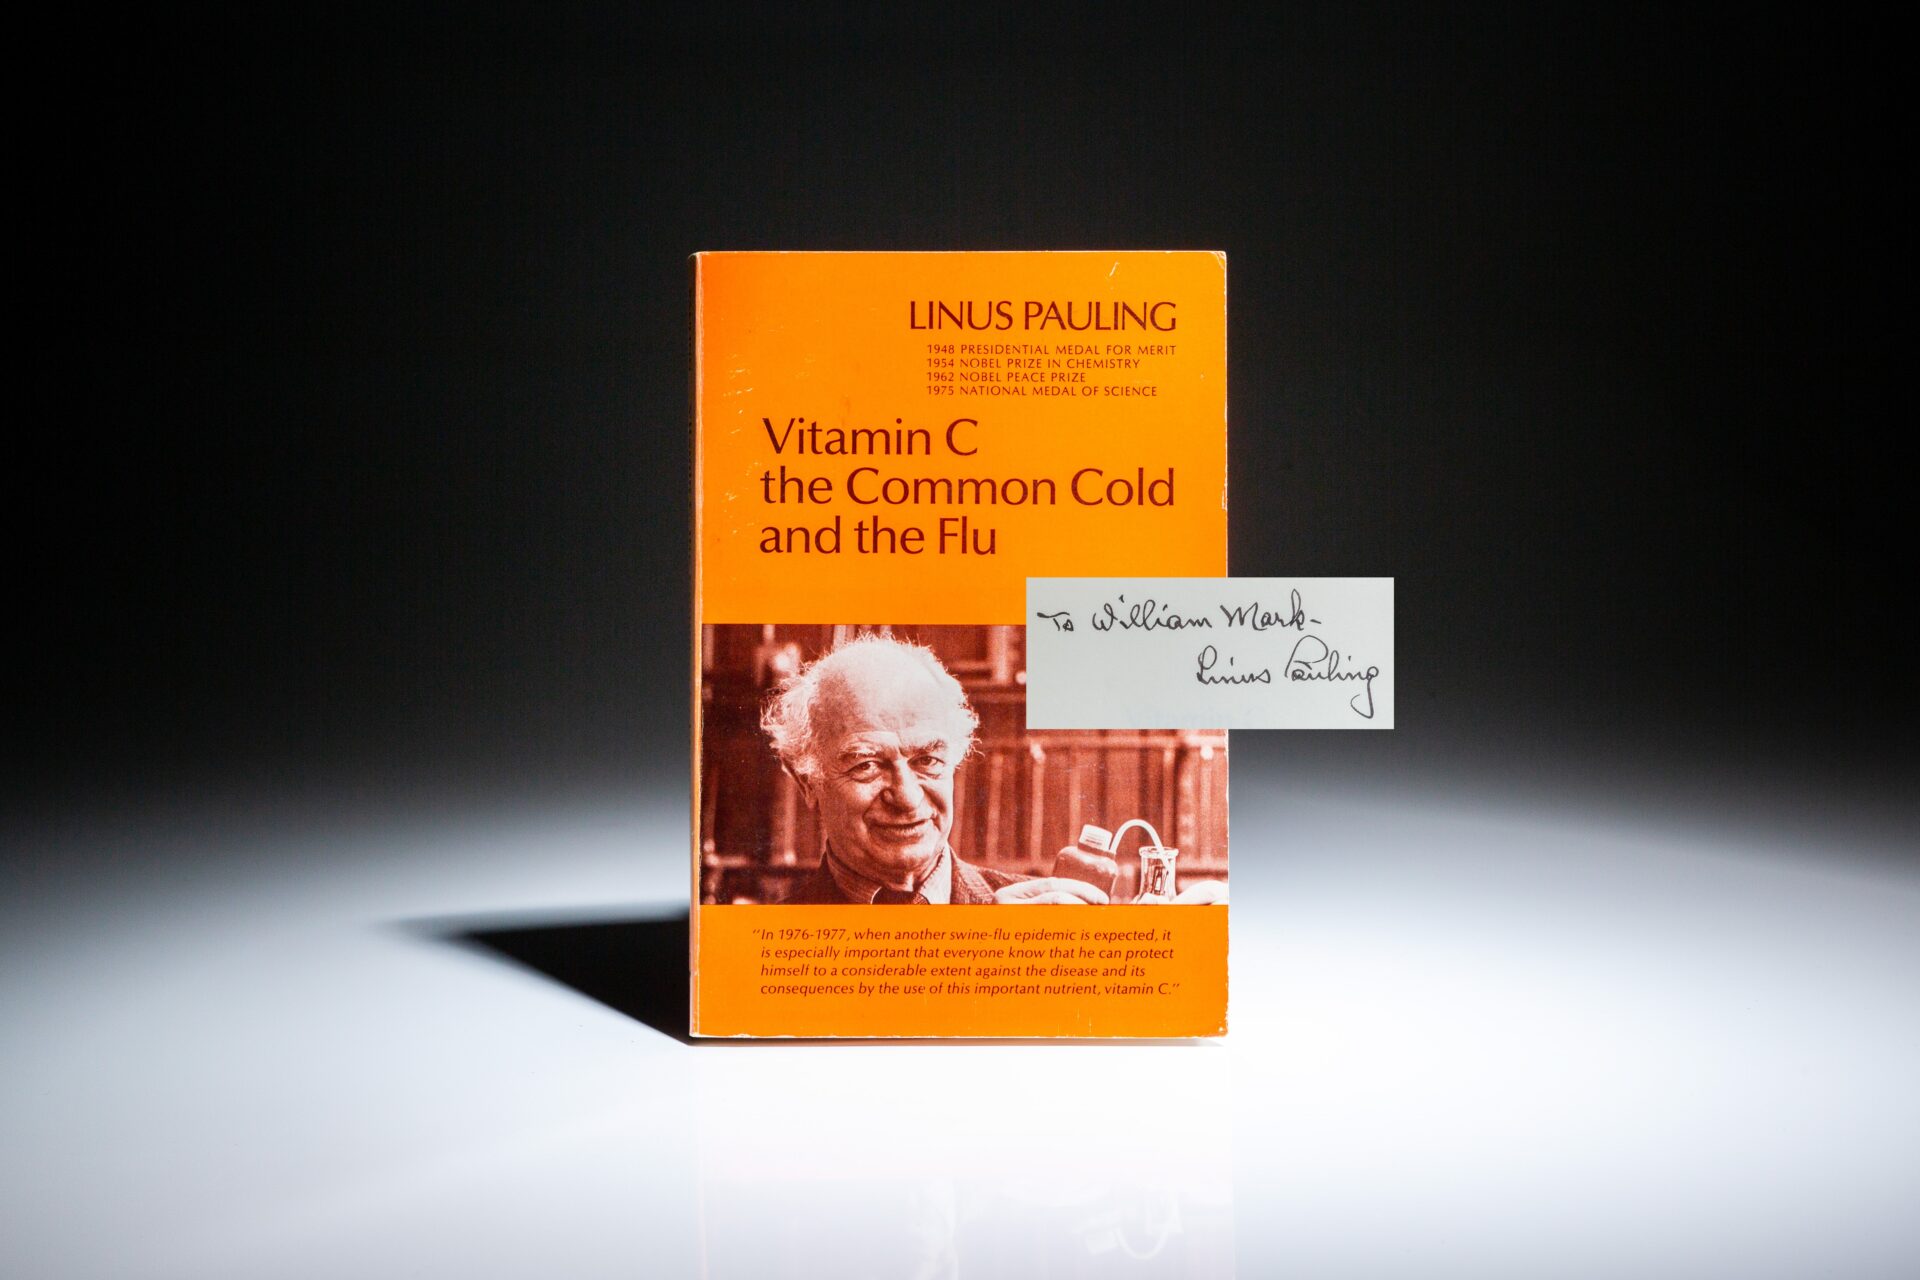 LINUS PAULING
1948 PRESIDENTIAL MEDAL FOR MERIT
1954 NOBEL PRIZE IN CHEMISTRY
1962 NOBEL PEACE PRIZE
1975 NATIONAL MEDAL OF SCIENCE
Vitamin C
the Common Cold
and the Flu
To William Mark-
Linus Pauling
"In 1976-1977, when another swine-flu epidemic is expected, it
is especially important that everyone know that he can protect
himself to a considerable extent against the disease and its
consequences by the use of this important nutrient, vitamin C."